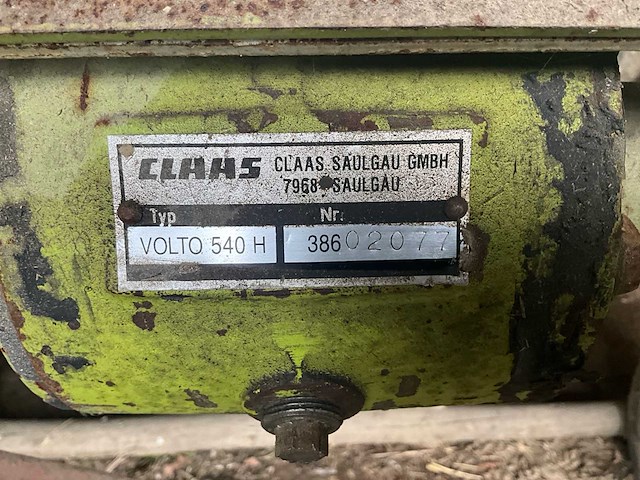 CLAAS CLAAS SAULGAU GMBH
7968 SAULGAU
Typ Nr.
VOLTO 540 H 38602077